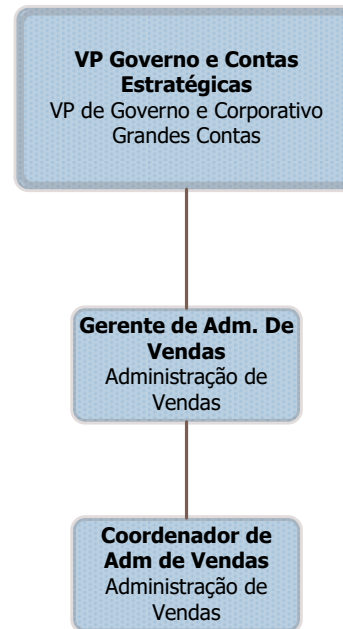 VP Governo e Contas
Estratégicas
VP de Governo e Corporativo
Grandes Contas
Gerente de Adm. De
Vendas
Administração de
Vendas
Coordenador de
Adm de Vendas
Administração de
Vendas